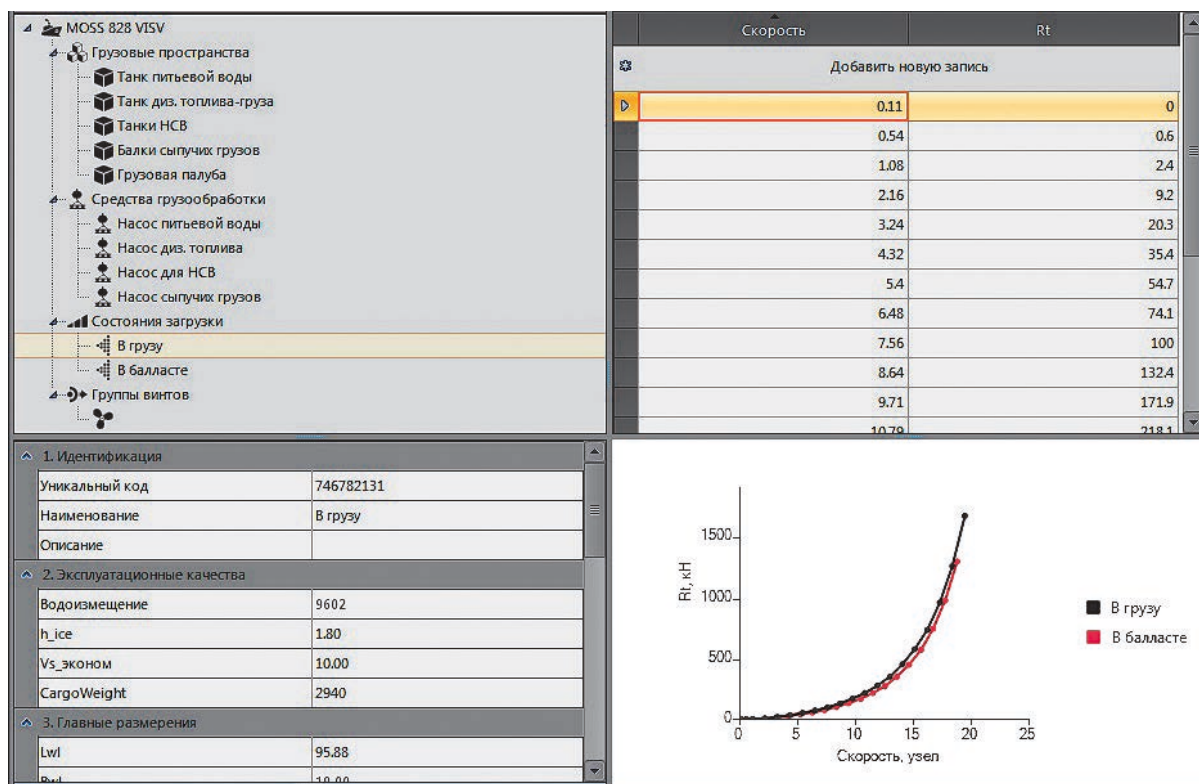 MOSS 828 VISV
Грузовые пространства
Танк питьевой воды
Танк диз. топлива-груза
Танки НСВ
Балки сыпучих грузов
Грузовая палуба
Средства грузообработки
Насос питьевой воды
Насос диз. топлива
Насос для НСВ
Насос сыпучих грузов
Состояния загрузки
В грузу
В балласте
Группы винтов
Скорость Rt
Добавить новую запись
0.11 0
0.54 0.6
1.08 2.4
2.16 9.2
3.24 20.3
4.32 35.4
5.4 54.7
6.48 74.1
7.56 100
8.64 132.4
9.71 171.9
10.79 218.1
1. Идентификация
Уникальный код 746782131
Наименование В грузу
Описание
2. Эксплуатационные качества
Водоизмещение 9602
h_ice 1.80
Vs_эконом 10.00
CargoWeight 2940
3. Главные размерения
Lwl 95.88
Rt, кН
1500
1000
500
0
0 5 10 15 20 25
Скорость, узел
В грузу
В балласте